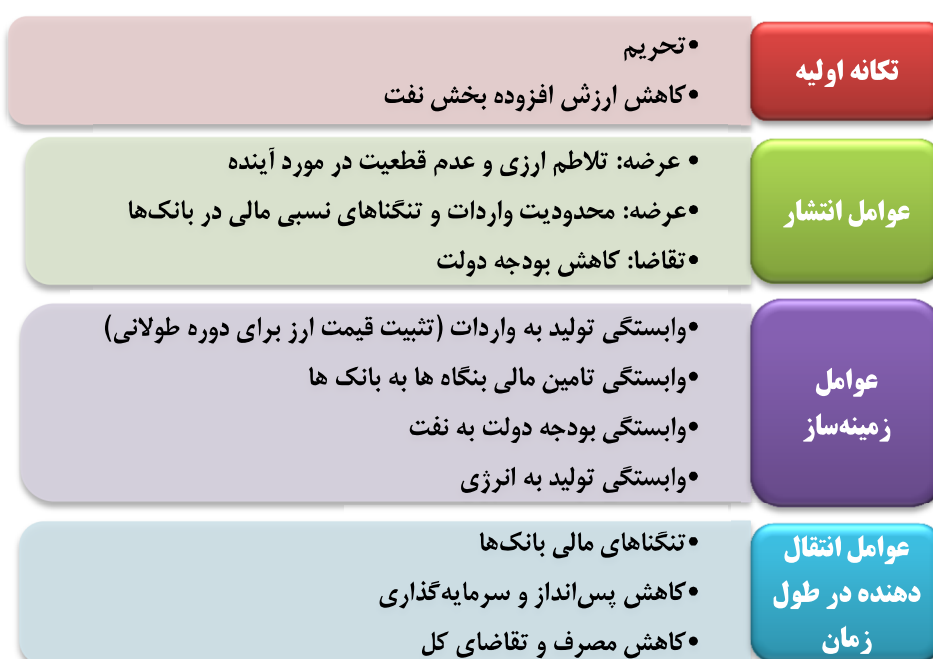 تکانه اولیه
•تحریم
•کاهش ارزش افزوده بخش نفت
عوامل انتشار
• عرضه: تلاطم ارزی و عدم قطعیت در مورد آینده
•عرضه: محدودیت واردات و تنگناهای نسبی مالی در بانک‌ها
•تقاضا: کاهش بودجه دولت
عوامل
زمینه‌ساز
•وابستگی تولید به واردات (تثبیت قیمت ارز برای دوره طولانی)
•وابستگی تامین مالی بنگاه ها به بانک ها
•وابستگی بودجه دولت به نفت
•وابستگی تولید به انرژی
عوامل انتقال
دهنده در طول
زمان
•تنگناهای مالی بانک‌ها
•کاهش پس‌انداز و سرمایه‌گذاری
•کاهش مصرف و تقاضای کل